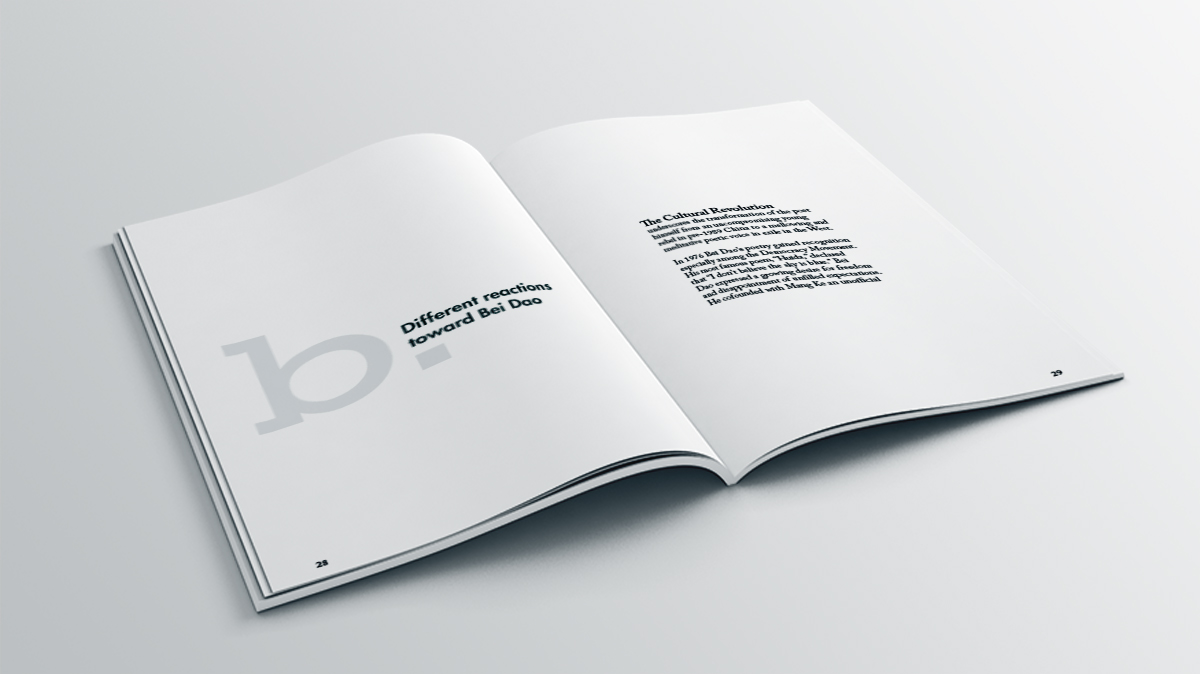 b.
Different reactions
toward Bei Dao
28
The Cultural Revolution
underscores the transformation of the poet
himself from an uncompromising young
rebel in pre-1989 China to a mellowing and
meditative poetic voice in exile in the West.
In 1976 Bei Dao's poetry gained recognition
especially among the Democracy Movement.
His most famous poem, "Huida," declared
that "I don't believe the sky is blue." Bei
Dao expressed a growing desire for freedom
and disappointment of unfilled expectations.
He cofounded with Mang Ke an unofficial
29